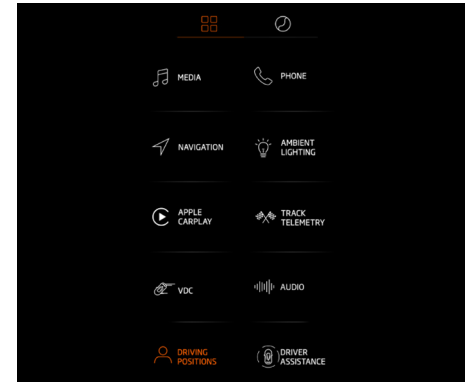 MEDIA
PHONE
NAVIGATION
AMBIENT
LIGHTING
APPLE
CARPLAY
TRACK
TELEMETRY
VDC
AUDIO
DRIVING
POSITIONS
DRIVER
ASSISTANCE